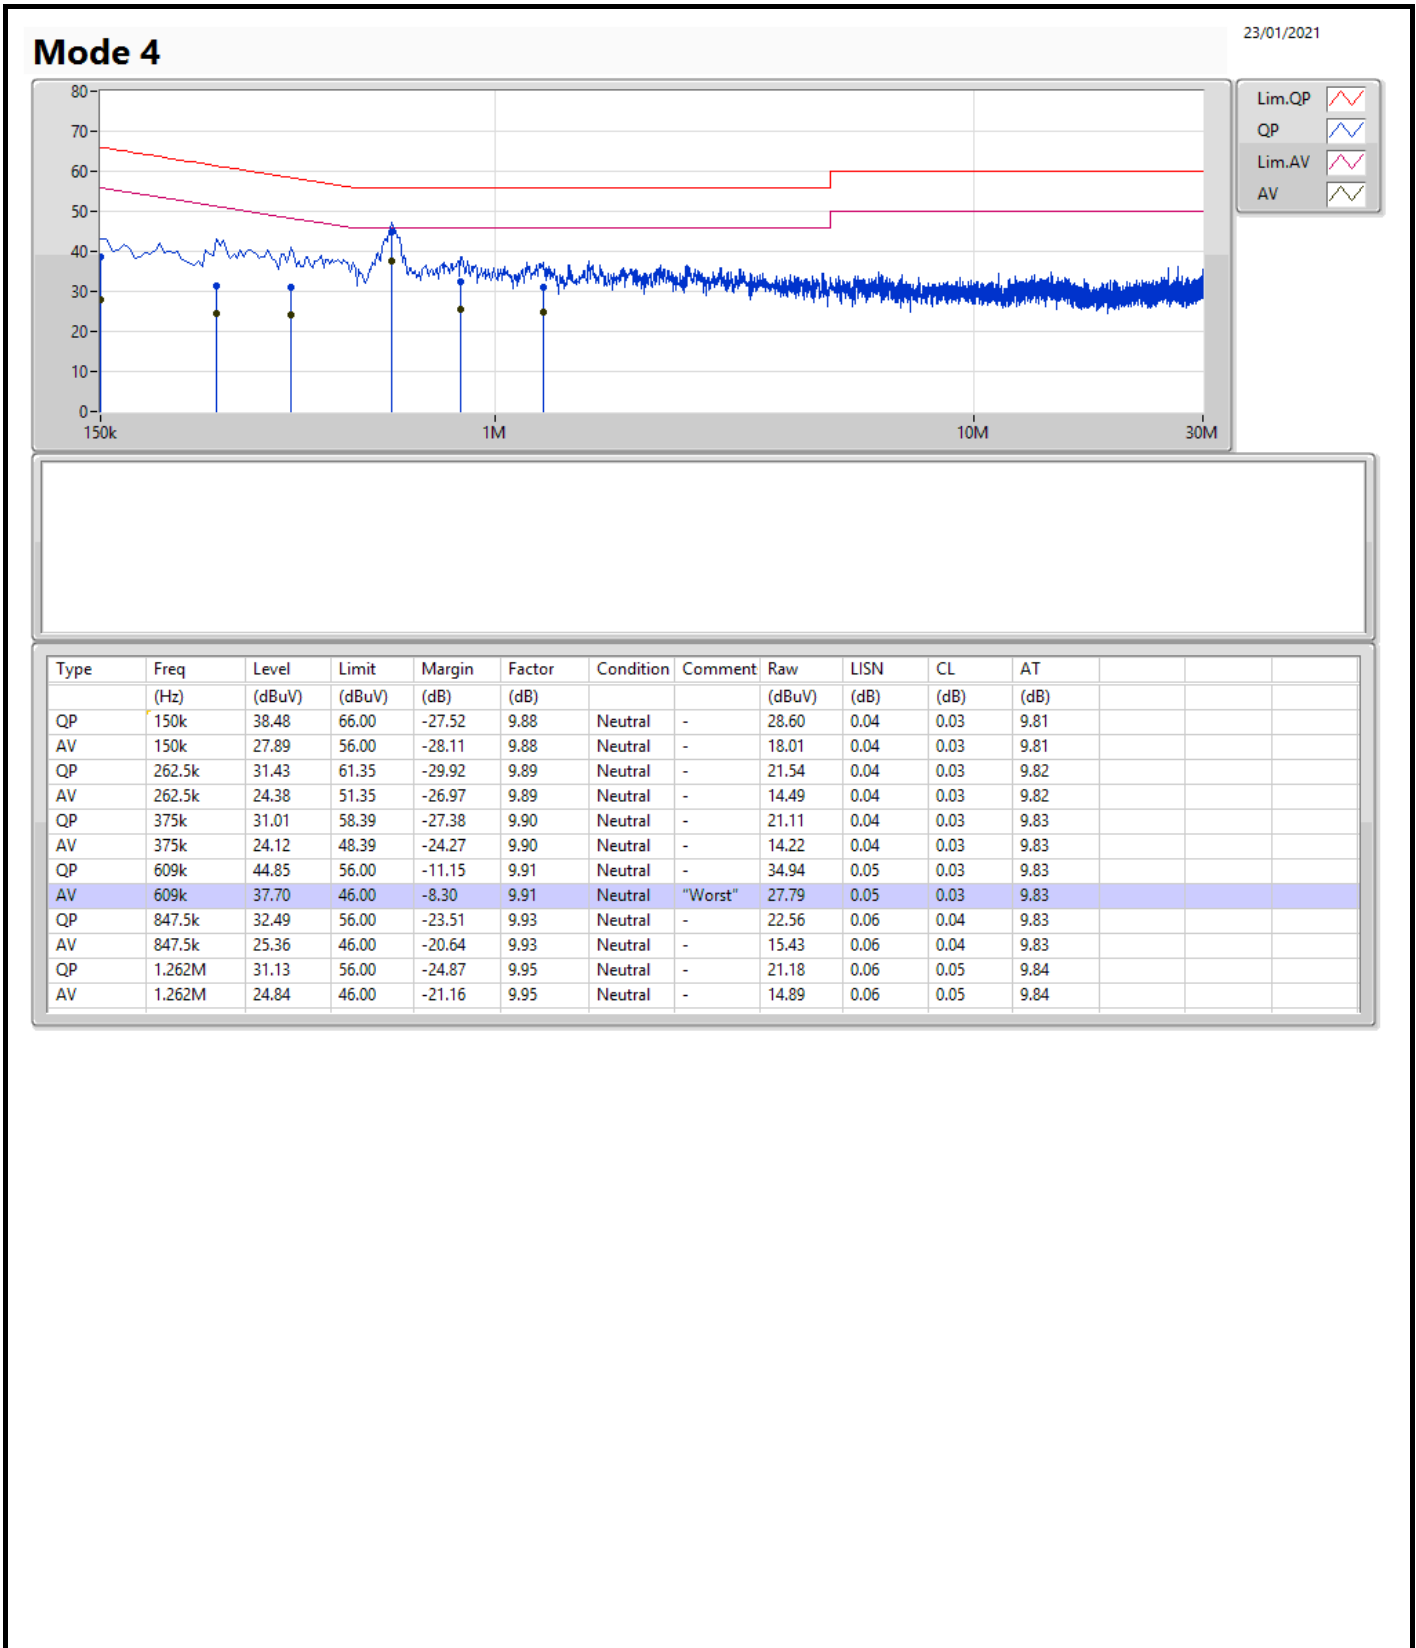 23/01/2021
Mode 4
80
70
60
50
40
30
20
10
0
150k 1M 10M 30M
Lim.QP
QP
Lim.AV
AV
Type Freq Level Limit Margin Factor Condition Comment Raw LISN CL AT
(Hz) (dBuV) (dBuV) (dB) (dB) (dBuV) (dB) (dB) (dB)
QP 150k 38.48 66.00 -27.52 9.88 Neutral - 28.60 0.04 0.03 9.81
AV 150k 27.89 56.00 -28.11 9.88 Neutral - 18.01 0.04 0.03 9.81
QP 262.5k 31.43 61.35 -29.92 9.89 Neutral - 21.54 0.04 0.03 9.82
AV 262.5k 24.38 51.35 -26.97 9.89 Neutral - 14.49 0.04 0.03 9.82
QP 375k 31.01 58.39 -27.38 9.90 Neutral - 21.11 0.04 0.03 9.83
AV 375k 24.12 48.39 -24.27 9.90 Neutral - 14.22 0.04 0.03 9.83
QP 609k 44.85 56.00 -11.15 9.91 Neutral - 34.94 0.05 0.03 9.83
AV 609k 37.70 46.00 -8.30 9.91 Neutral "Worst" 27.79 0.05 0.03 9.83
QP 847.5k 32.49 56.00 -23.51 9.93 Neutral - 22.56 0.06 0.04 9.83
AV 847.5k 25.36 46.00 -20.64 9.93 Neutral - 15.43 0.06 0.04 9.83
QP 1.262M 31.13 56.00 -24.87 9.95 Neutral - 21.18 0.06 0.05 9.84
AV 1.262M 24.84 46.00 -21.16 9.95 Neutral - 14.89 0.06 0.05 9.84